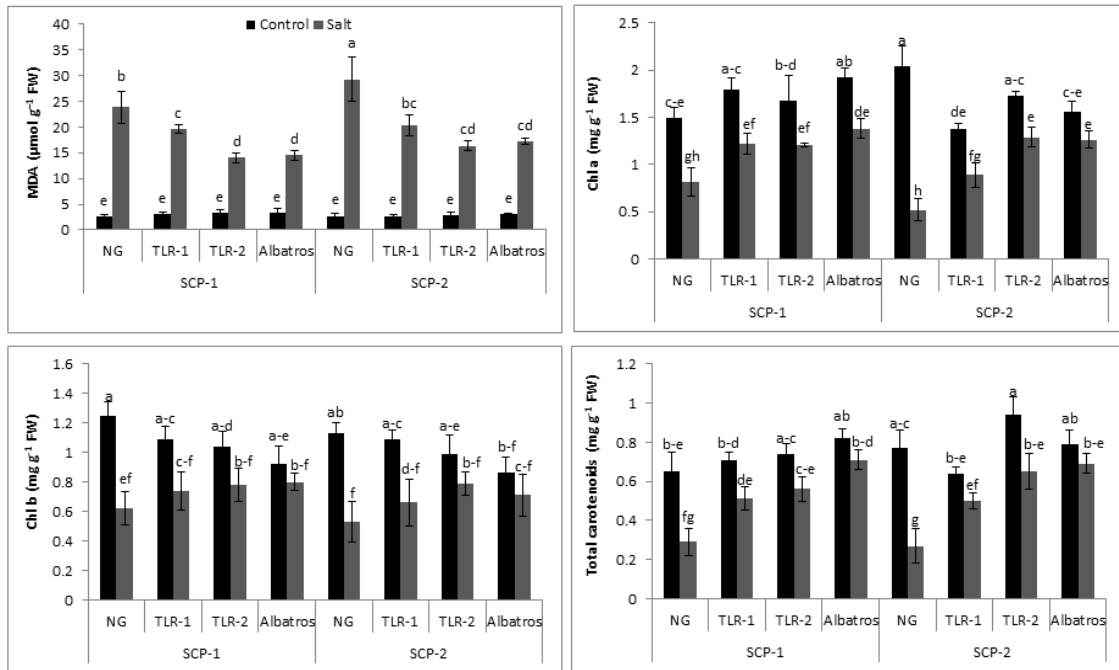 MDA (µmol g⁻¹ FW)
40
35
30
25
20
15
10
5
0
Control Salt
b c d d a bc cd cd
e e e e e e e e
NG TLR-1 TLR-2 Albatros NG TLR-1 TLR-2 Albatros
SCP-1 SCP-2
Chl a (mg g⁻¹ FW)
2.5
2
1.5
1
0.5
0
c-e a-c b-d ab a de a-c c-e
gh ef ef de h fg e e
NG TLR-1 TLR-2 Albatros NG TLR-1 TLR-2 Albatros
SCP-1 SCP-2
Chl b (mg g⁻¹ FW)
1.6
1.4
1.2
1
0.8
0.6
0.4
0.2
0
a a-c a-d a-e ab a-c a-e b-f
ef c-f b-f b-f f d-f b-f c-f
NG TLR-1 TLR-2 Albatros NG TLR-1 TLR-2 Albatros
SCP-1 SCP-2
Total carotenoids (mg g⁻¹ FW)
1.2
1
0.8
0.6
0.4
0.2
0
b-e b-d a-c ab a-c b-e a ab
fg de c-e b-d g ef b-e b-e
NG TLR-1 TLR-2 Albatros NG TLR-1 TLR-2 Albatros
SCP-1 SCP-2